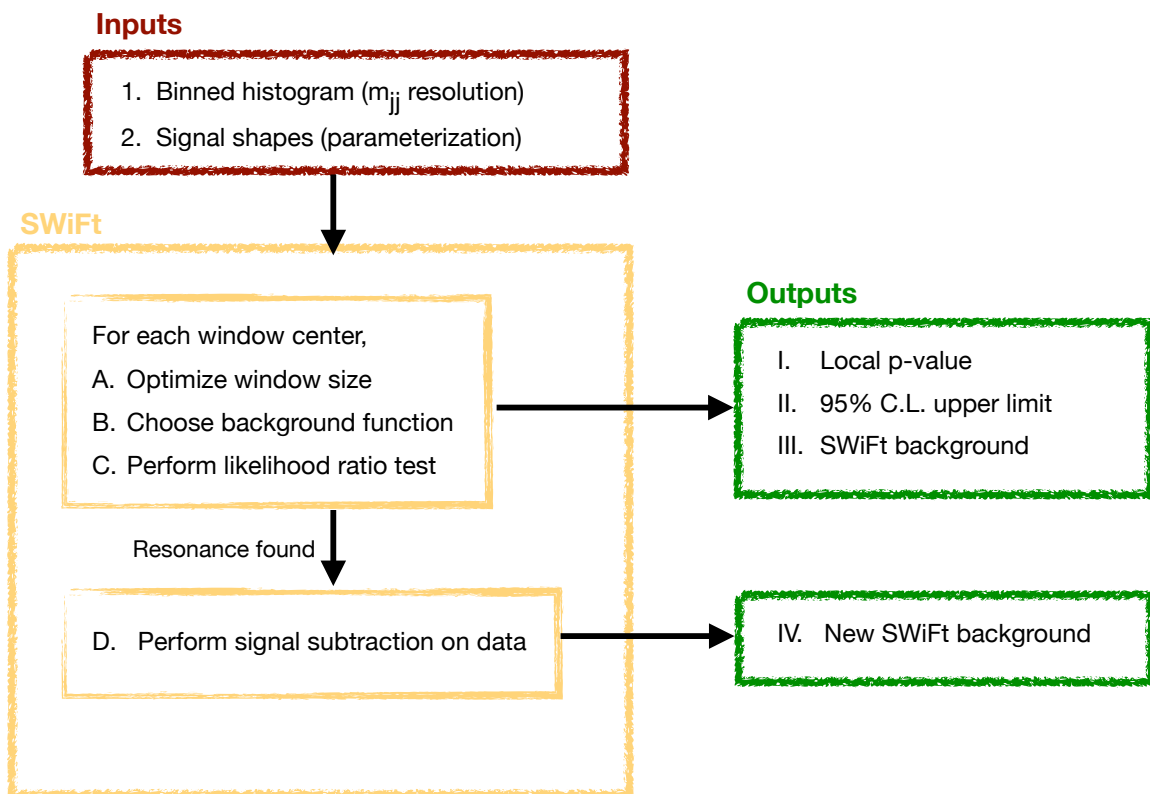 Inputs
1. Binned histogram (mjj resolution)
2. Signal shapes (parameterization)
SWiFt
For each window center,
A. Optimize window size
B. Choose background function
C. Perform likelihood ratio test
Resonance found
D. Perform signal subtraction on data
Outputs
I. Local p-value
II. 95% C.L. upper limit
III. SWiFt background
IV. New SWiFt background